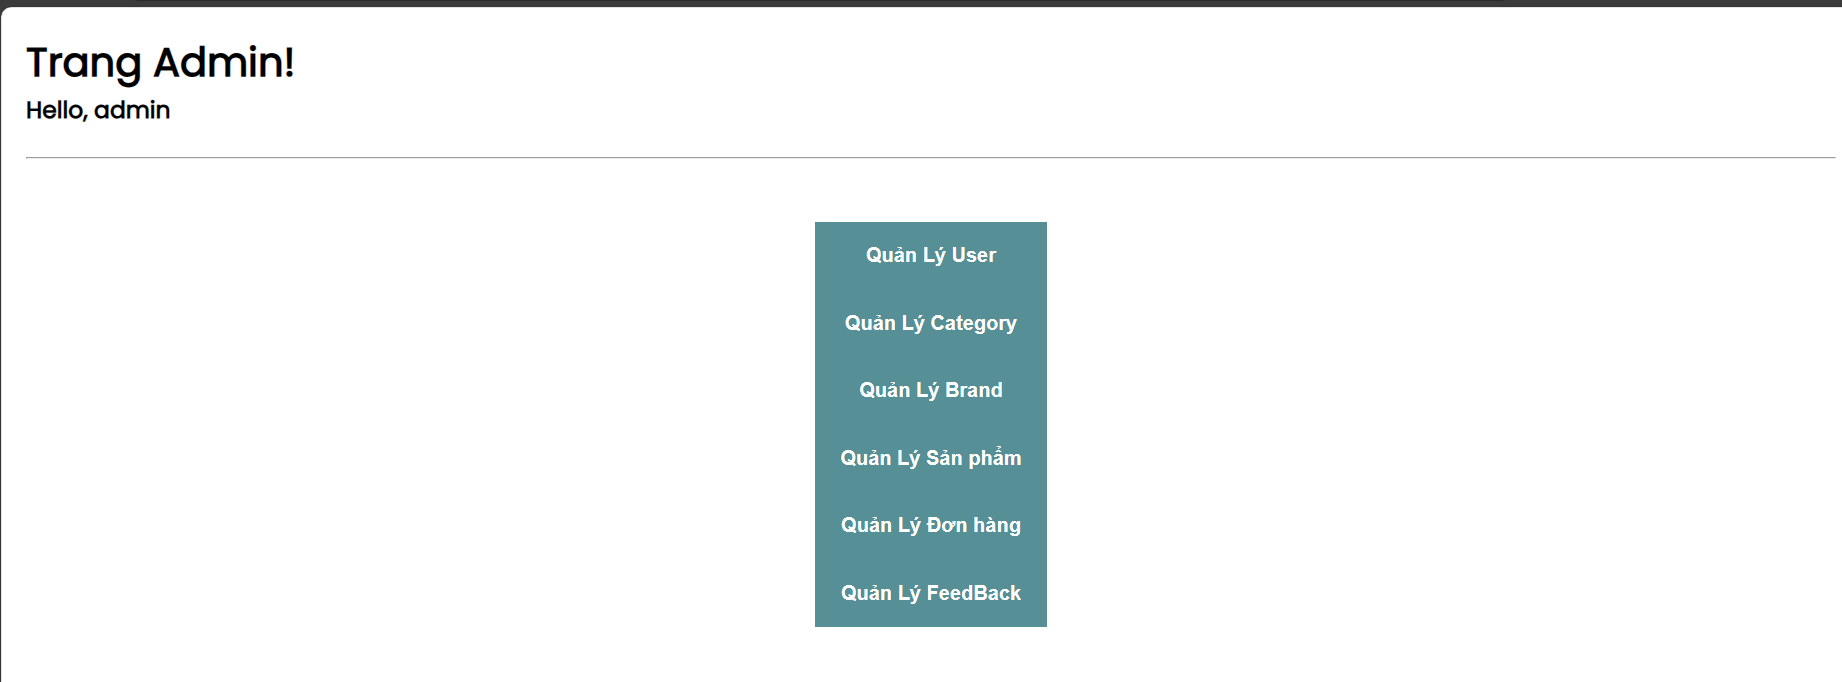 Trang Admin!
Hello, admin
Quản Lý User
Quản Lý Category
Quản Lý Brand
Quản Lý Sản phẩm
Quản Lý Đơn hàng
Quản Lý FeedBack